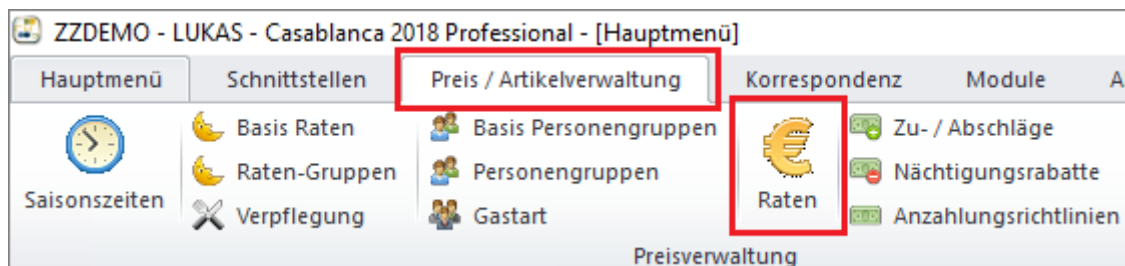 ZZDEMO - LUKAS - Casablanca 2018 Professional - [Hauptmenü]
Hauptmenü Schnittstellen Preis / Artikelverwaltung Korrespondenz Module A
Saisonszeiten
Basis Raten
Raten-Gruppen
Verpflegung
Basis Personengruppen
Personengruppen
Gastart
Raten
Zu- / Abschläge
Nächtigungsrabatte
Anzahlungsrichtlinien
Preisverwaltung